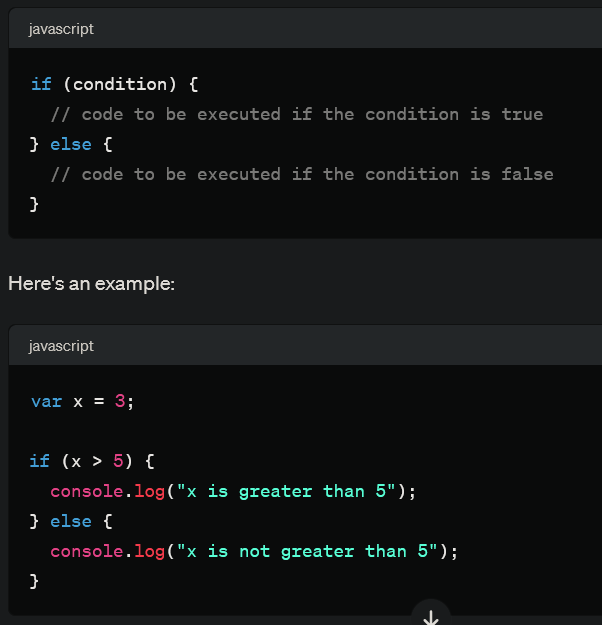 javascript
if (condition) {
  // code to be executed if the condition is true
} else {
  // code to be executed if the condition is false
}
Here's an example:
javascript
var x = 3;
if (x > 5) {
  console.log("x is greater than 5");
} else {
  console.log("x is not greater than 5");
}